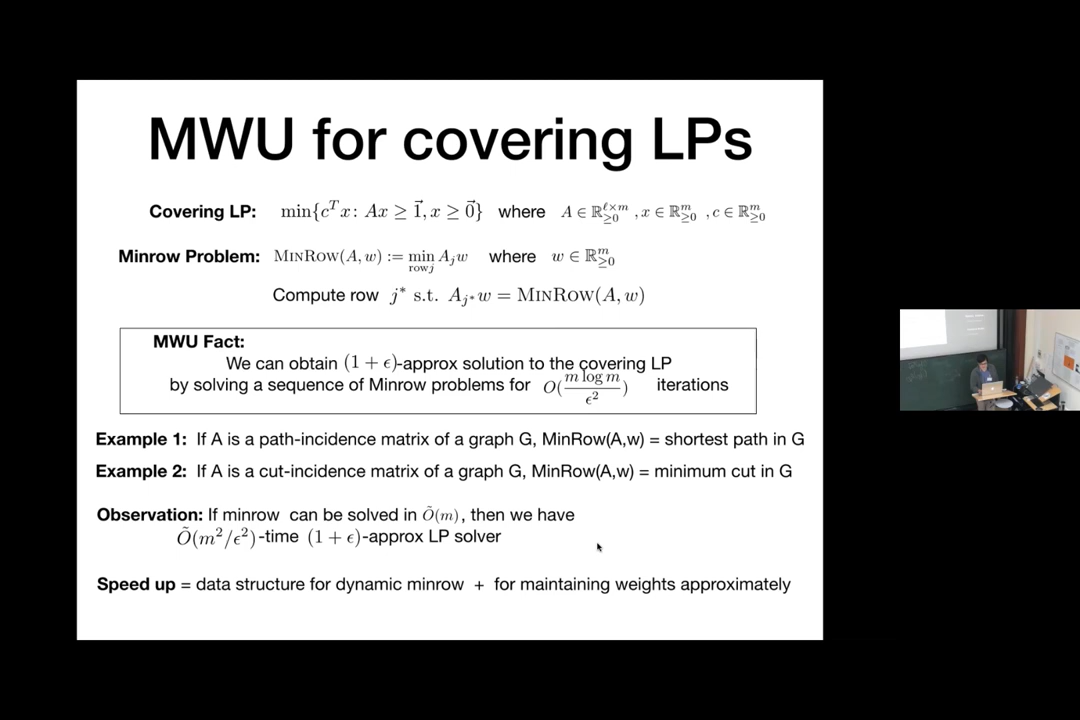 MWU for covering LPs
Covering LP: min{c^T x : Ax ≥ 1⃗, x ≥ 0⃗} where A ∈ ℝ_{≥0}^{ℓ×m}, x ∈ ℝ_{≥0}^m, c ∈ ℝ_{≥0}^m
Minrow Problem: MINROW(A, w) := min_{row j} A_j w where w ∈ ℝ_{≥0}^m
Compute row j* s.t. A_{j*} w = MINROW(A, w)
MWU Fact:
We can obtain (1 + ϵ)-approx solution to the covering LP
by solving a sequence of Minrow problems for O(m log m / ϵ²) iterations
Example 1: If A is a path-incidence matrix of a graph G, MinRow(A,w) = shortest path in G
Example 2: If A is a cut-incidence matrix of a graph G, MinRow(A,w) = minimum cut in G
Observation: If minrow can be solved in Õ(m), then we have
Õ(m²/ϵ²)-time (1 + ϵ)-approx LP solver
Speed up = data structure for dynamic minrow + for maintaining weights approximately